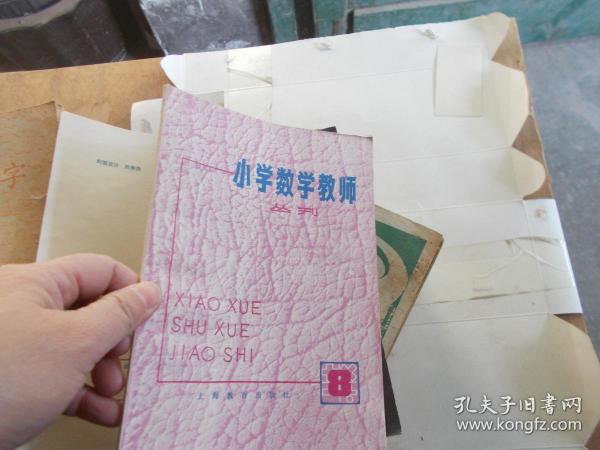 小学数学教师
丛刊
XIAO XUE
SHU XUE
JIAO SHI
8
上海教育出版社
字
孔夫子旧书网
www.kongfz.com